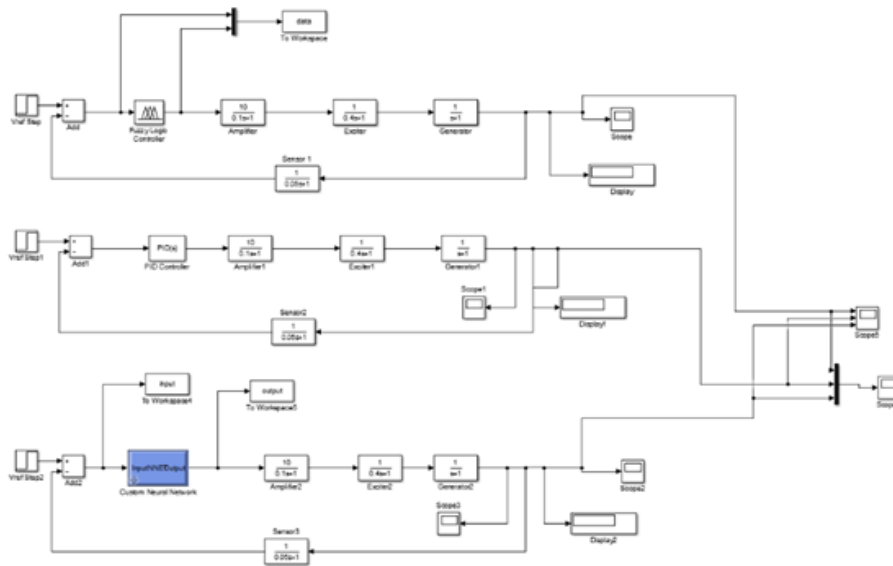 data
To Workspace
Vref Step
Add
Fuzzy Logic
Controller
10
0.1s+1
Amplifier
1
0.4s+1
Exciter
1
s+1
Generator
Scope
Sensor 1
1
0.05s+1
Display
Vref Step1
Add1
PID(s)
PID Controller
10
0.1s+1
Amplifier1
1
0.4s+1
Exciter1
1
s+1
Generator1
Scope1
Display1
Sensor2
1
0.05s+1
Scope5
input
To Workspace4
output
To Workspace5
Vref Step2
Add2
Custom Neural Network
10
0.1s+1
Amplifier2
1
0.4s+1
Exciter2
1
s+1
Generator2
Scope2
Scope3
Display2
Sensor3
1
0.05s+1